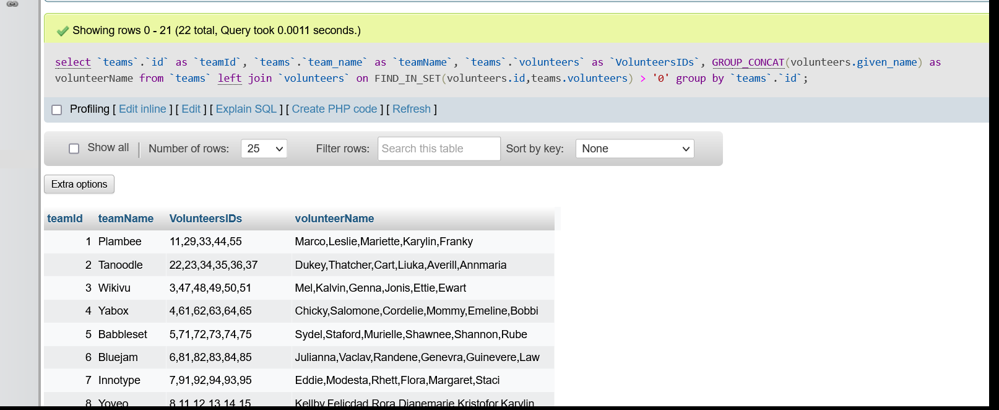 Showing rows 0 - 21 (22 total, Query took 0.0011 seconds.)
select `teams`.`id` as `teamId`, `teams`.`team_name` as `teamName`, `teams`.`volunteers` as `VolunteersIDs`, GROUP_CONCAT(volunteers.given_name) as
volunteerName from `teams` left join `volunteers` on FIND_IN_SET(volunteers.id,teams.volunteers) > '0' group by `teams`.`id`;
Profiling [ Edit inline ] [ Edit ] [ Explain SQL ] [ Create PHP code ] [ Refresh ]
Show all Number of rows: 25 Filter rows: Search this table Sort by key: None
Extra options
teamId teamName VolunteersIDs volunteerName
1 Plambee 11,29,33,44,55 Marco,Leslie,Mariette,Karylin,Franky
2 Tanoodle 22,23,34,35,36,37 Dukey,Thatcher,Cart,Liuka,Averill,Annmaria
3 Wikivu 3,47,48,49,50,51 Mel,Kalvin,Genna,Jonis,Ettie,Ewart
4 Yabox 4,61,62,63,64,65 Chicky,Salomone,Cordelie,Mommy,Emeline,Bobbi
5 Babbleset 5,71,72,73,74,75 Sydel,Staford,Murielle,Shawnee,Shannon,Rube
6 Bluejam 6,81,82,83,84,85 Julianna,Vaclav,Randene,Genevra,Guinevere,Law
7 Innotype 7,91,92,94,93,95 Eddie,Modesta,Rhett,Flora,Margaret,Staci
8 Yoveo 8,11,12,13,14,15 Kellby,Felicdad,Rora,Dianemarie,Kristofor,Karylin